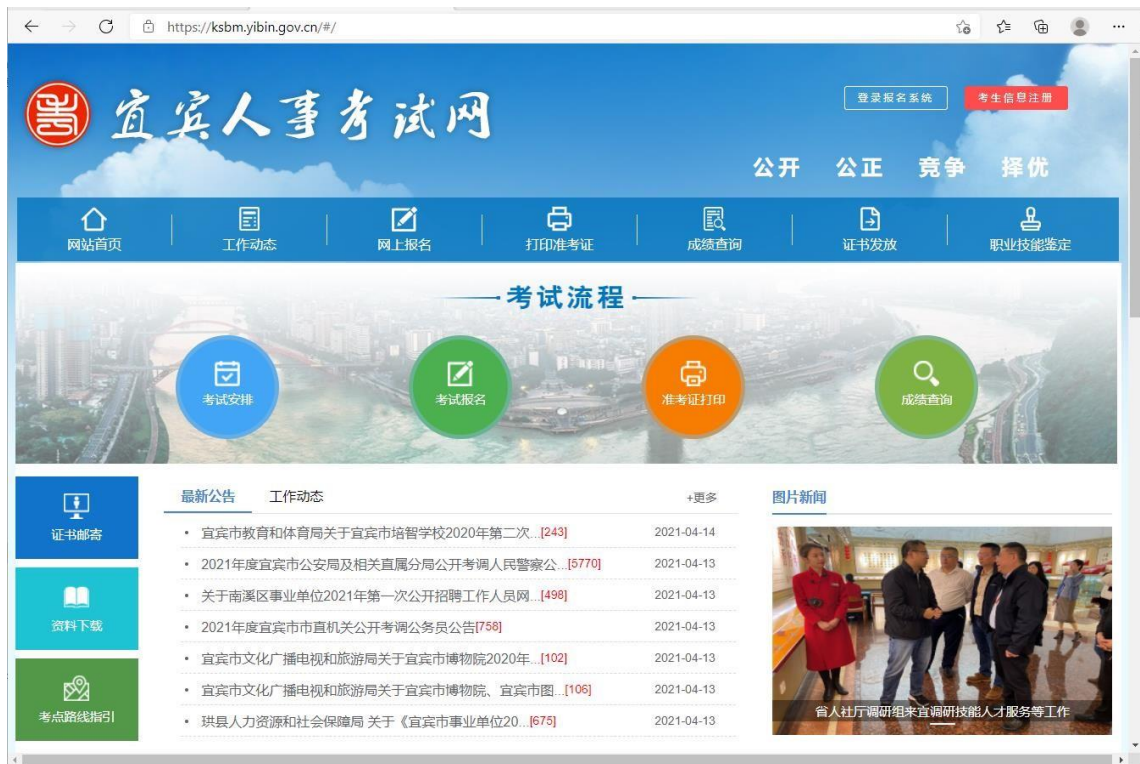 https://ksbm.yibin.gov.cn/#/
宜宾人事考试网
登录报名系统 考生信息注册
公开 公正 竞争 择优
网站首页 工作动态 网上报名 打印准考证 成绩查询 证书发放 职业技能鉴定
考试流程
考试安排 考试报名 准考证打印 成绩查询
证书邮寄
资料下载
考点路线指引
最新公告 工作动态 +更多
宜宾市教育和体育局关于宜宾市培智学校2020年第二次...[243] 2021-04-14
2021年度宜宾市公安局及相关直属分局公开考调人民警察公...[5770] 2021-04-13
关于南溪区事业单位2021年第一次公开招聘工作人员网...[498] 2021-04-13
2021年度宜宾市市直机关公开考调公务员公告[758] 2021-04-13
宜宾市文化广播电视和旅游局关于宜宾市博物院2020年...[102] 2021-04-13
宜宾市文化广播电视和旅游局关于宜宾市博物院、宜宾市图...[106] 2021-04-13
珙县人力资源和社会保障局 关于《宜宾市事业单位20...[675] 2021-04-13
图片新闻
省人社厅调研组来宜调研技能人才服务等工作